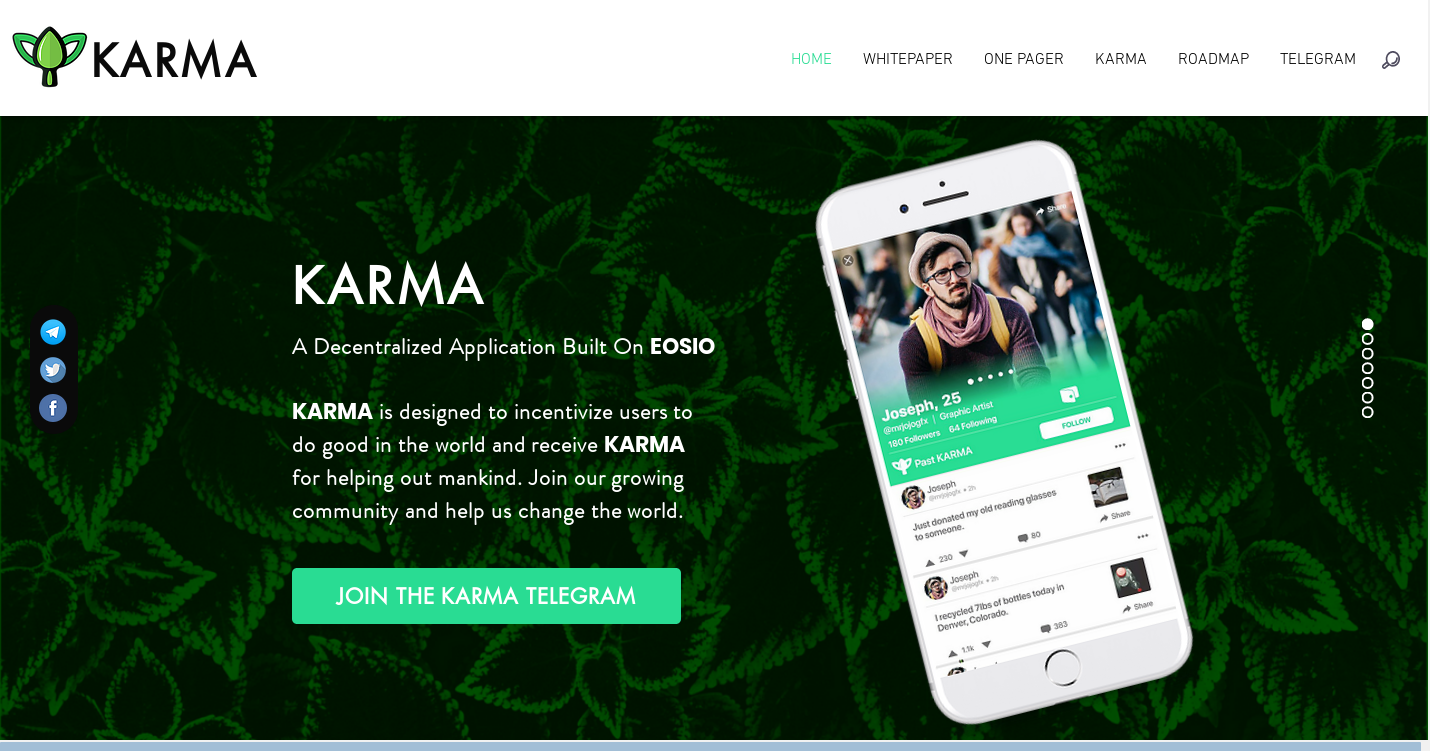 KARMA
HOME WHITEPAPER ONE PAGER KARMA ROADMAP TELEGRAM
KARMA
A Decentralized Application Built On EOSIO
KARMA is designed to incentivize users to
do good in the world and receive KARMA
for helping out mankind. Join our growing
community and help us change the world.
JOIN THE KARMA TELEGRAM
Share
Joseph, 25
@mrjojogfx | Graphic Artist
180 Followers 64 Following
FOLLOW
Past KARMA
Joseph
@mrjojogfx • 2h
Just donated my old reading glasses
to someone.
230 80 Share
Joseph
@mrjojogfx • 2h
I recycled 7lbs of bottles today in
Denver, Colorado.
1.1k 383 Share